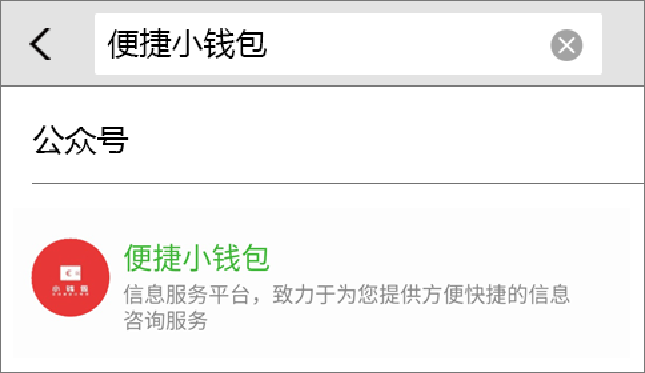 便捷小钱包
公众号
便捷小钱包
信息服务平台，致力于为您提供方便快捷的信息
咨询服务
小钱包